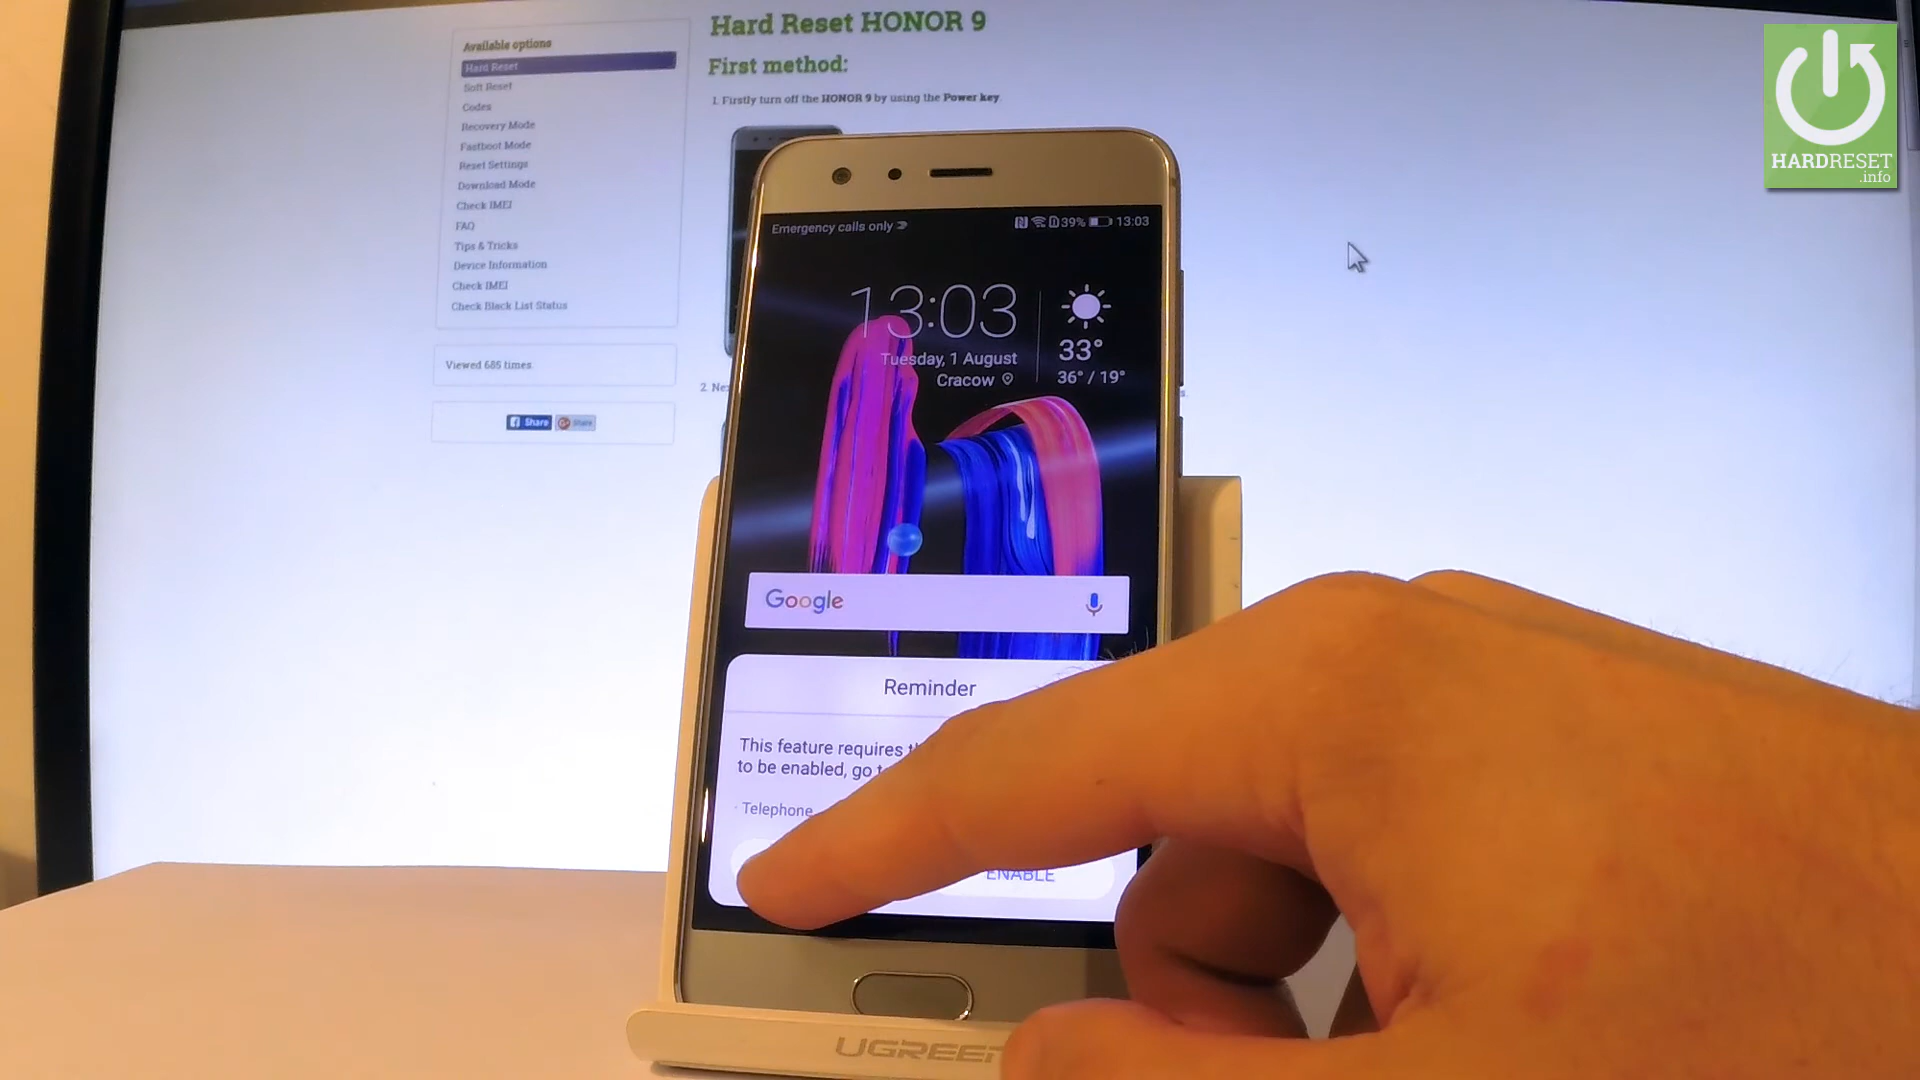 Hard Reset HONOR 9
First method:
1. Firstly turn off the HONOR 9 by using the Power key.
Available options
Hard Reset
Soft Reset
Codes
Recovery Mode
Fastboot Mode
Reset Settings
Download Mode
Check IMEI
FAQ
Tips & Tricks
Device Information
Check IMEI
Check Black List Status
Viewed 685 times
Share
Share
2.
HARDRESET
.info
Emergency calls only
39% 13:03
13:03
Tuesday, 1 August
Cracow
33°
36° / 19°
Google
Reminder
This feature requires
to be enabled, go
· Telephone
ENABLE
UGREEN